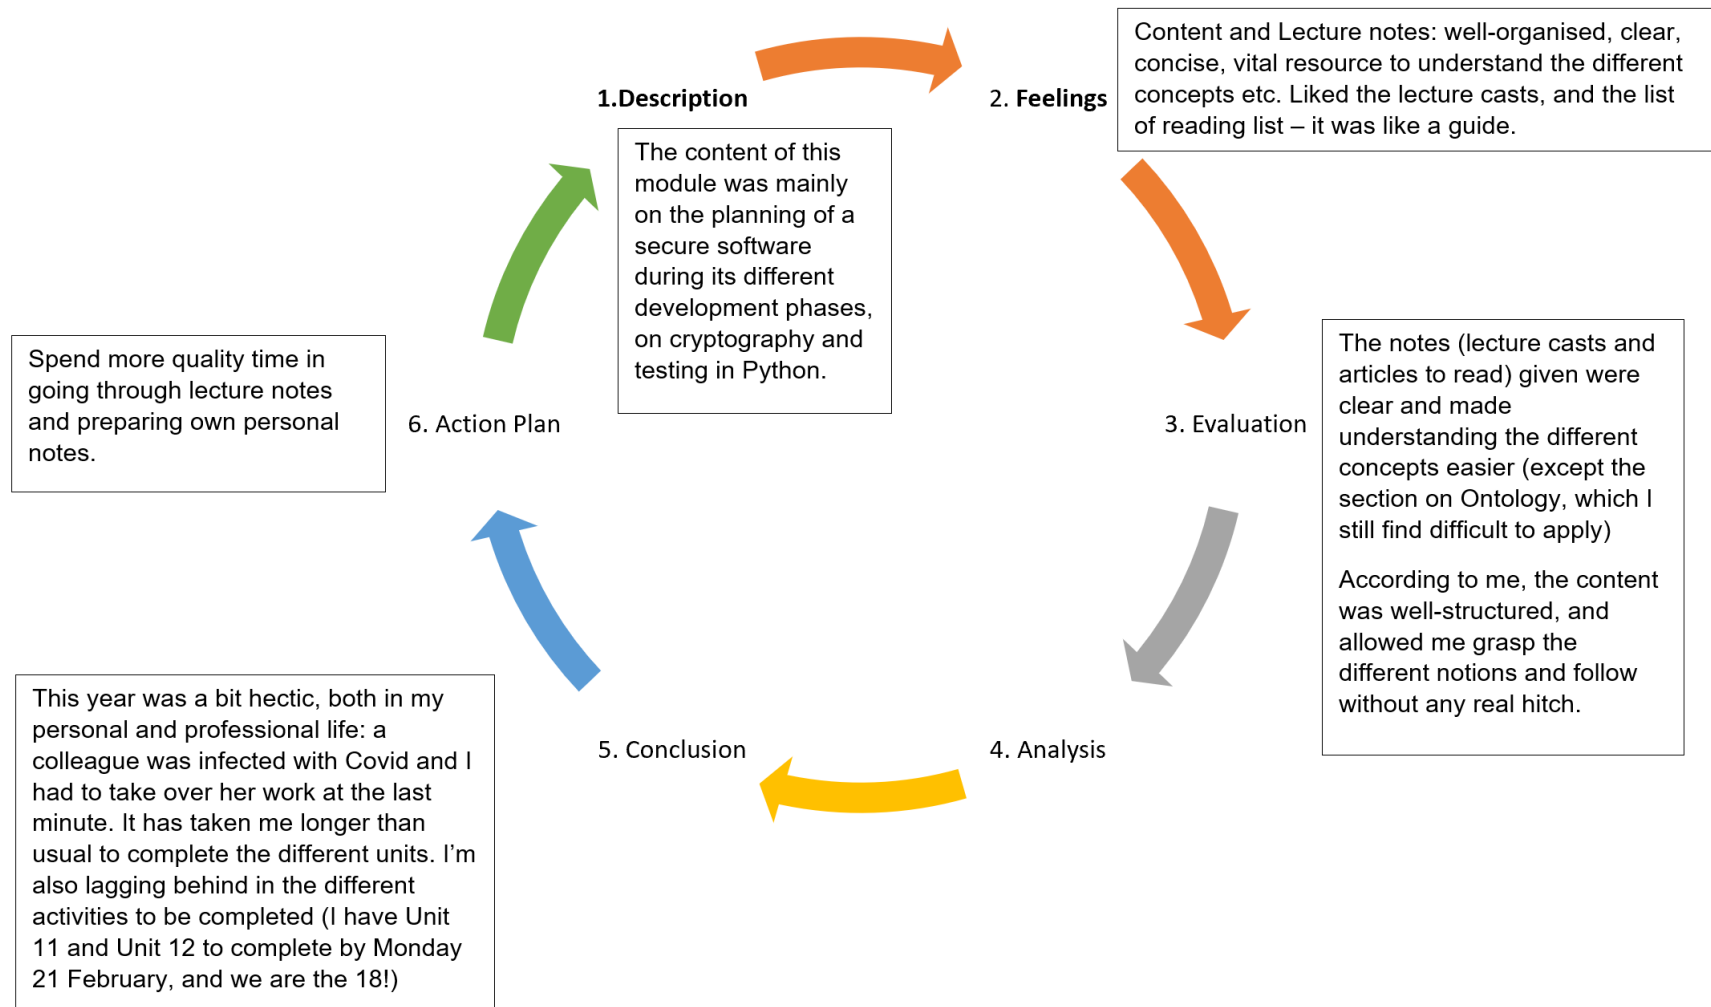 1.Description
The content of this
module was mainly
on the planning of a
secure software
during its different
development phases,
on cryptography and
testing in Python.
2. Feelings
Content and Lecture notes: well-organised, clear,
concise, vital resource to understand the different
concepts etc. Liked the lecture casts, and the list
of reading list – it was like a guide.
3. Evaluation
The notes (lecture casts and
articles to read) given were
clear and made
understanding the different
concepts easier (except the
section on Ontology, which I
still find difficult to apply)
According to me, the content
was well-structured, and
allowed me grasp the
different notions and follow
without any real hitch.
4. Analysis
5. Conclusion
This year was a bit hectic, both in my
personal and professional life: a
colleague was infected with Covid and I
had to take over her work at the last
minute. It has taken me longer than
usual to complete the different units. I’m
also lagging behind in the different
activities to be completed (I have Unit
11 and Unit 12 to complete by Monday
21 February, and we are the 18!)
6. Action Plan
Spend more quality time in
going through lecture notes
and preparing own personal
notes.